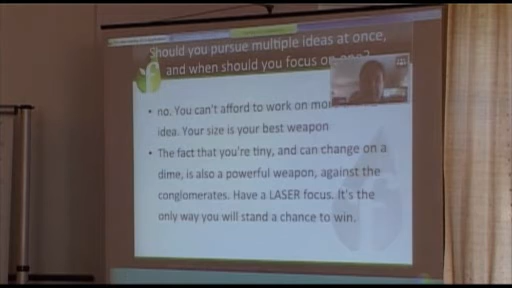 Should you pursue multiple ideas at once,
and when should you focus on one?
• no. You can't afford to work on more
idea. Your size is your best weapon
• The fact that you're tiny, and can change on a
dime, is also a powerful weapon, against the
conglomerates. Have a LASER focus. It's the
only way you will stand a chance to win.